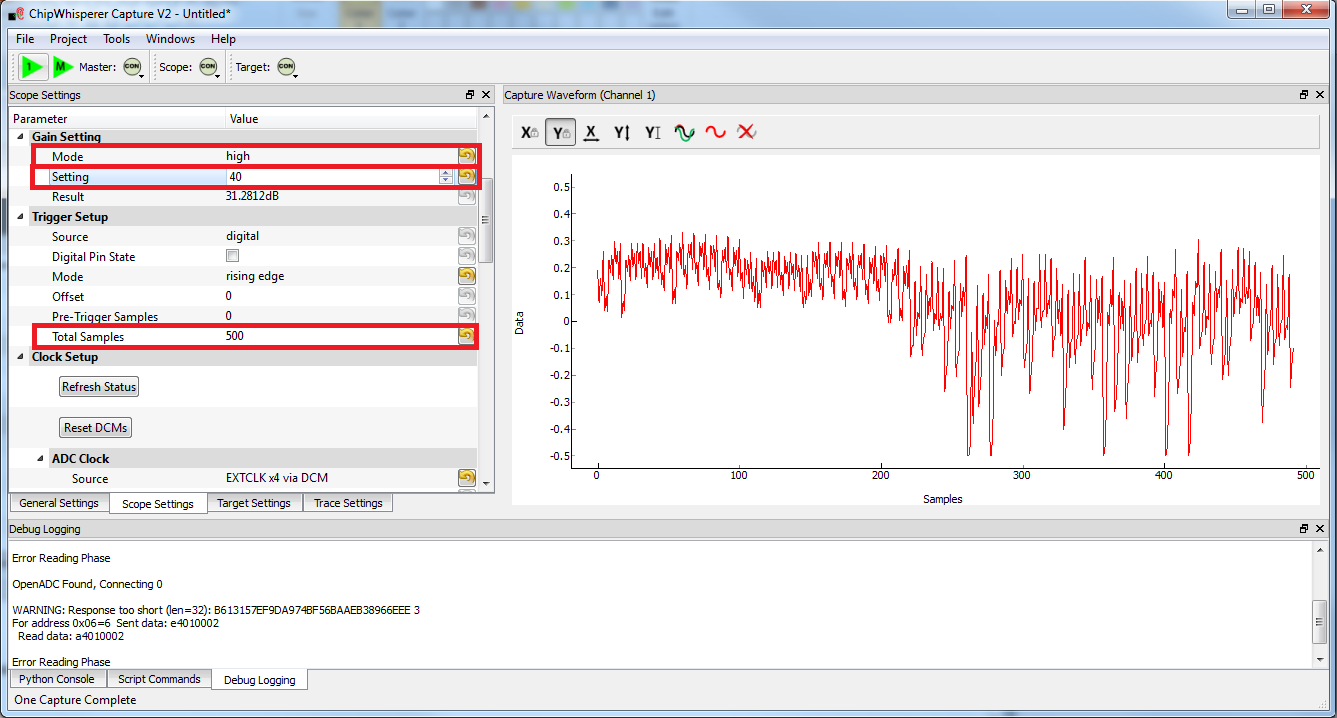 ChipWhisperer Capture V2 - Untitled*
File Project Tools Windows Help
1 M Master: CON Scope: CON Target: CON
Scope Settings
Parameter Value
Gain Setting
Mode high
Setting 40
Result 31.2812dB
Trigger Setup
Source digital
Digital Pin State
Mode rising edge
Offset 0
Pre-Trigger Samples 0
Total Samples 500
Clock Setup
Refresh Status
Reset DCMs
ADC Clock
Source EXTCLK x4 via DCM
General Settings Scope Settings Target Settings Trace Settings
Capture Waveform (Channel 1)
X Y X Y Y
0.5
0.4
0.3
0.2
0.1
0
-0.1
-0.2
-0.3
-0.4
-0.5
Data
0 100 200 300 400 500
Samples
Debug Logging
Error Reading Phase
OpenADC Found, Connecting 0
WARNING: Response too short (len=32): B613157EF9DA974BF56BAAEB38966EEE 3
For address 0x06=6 Sent data: e4010002
Read data: a4010002
Error Reading Phase
Python Console Script Commands Debug Logging
One Capture Complete